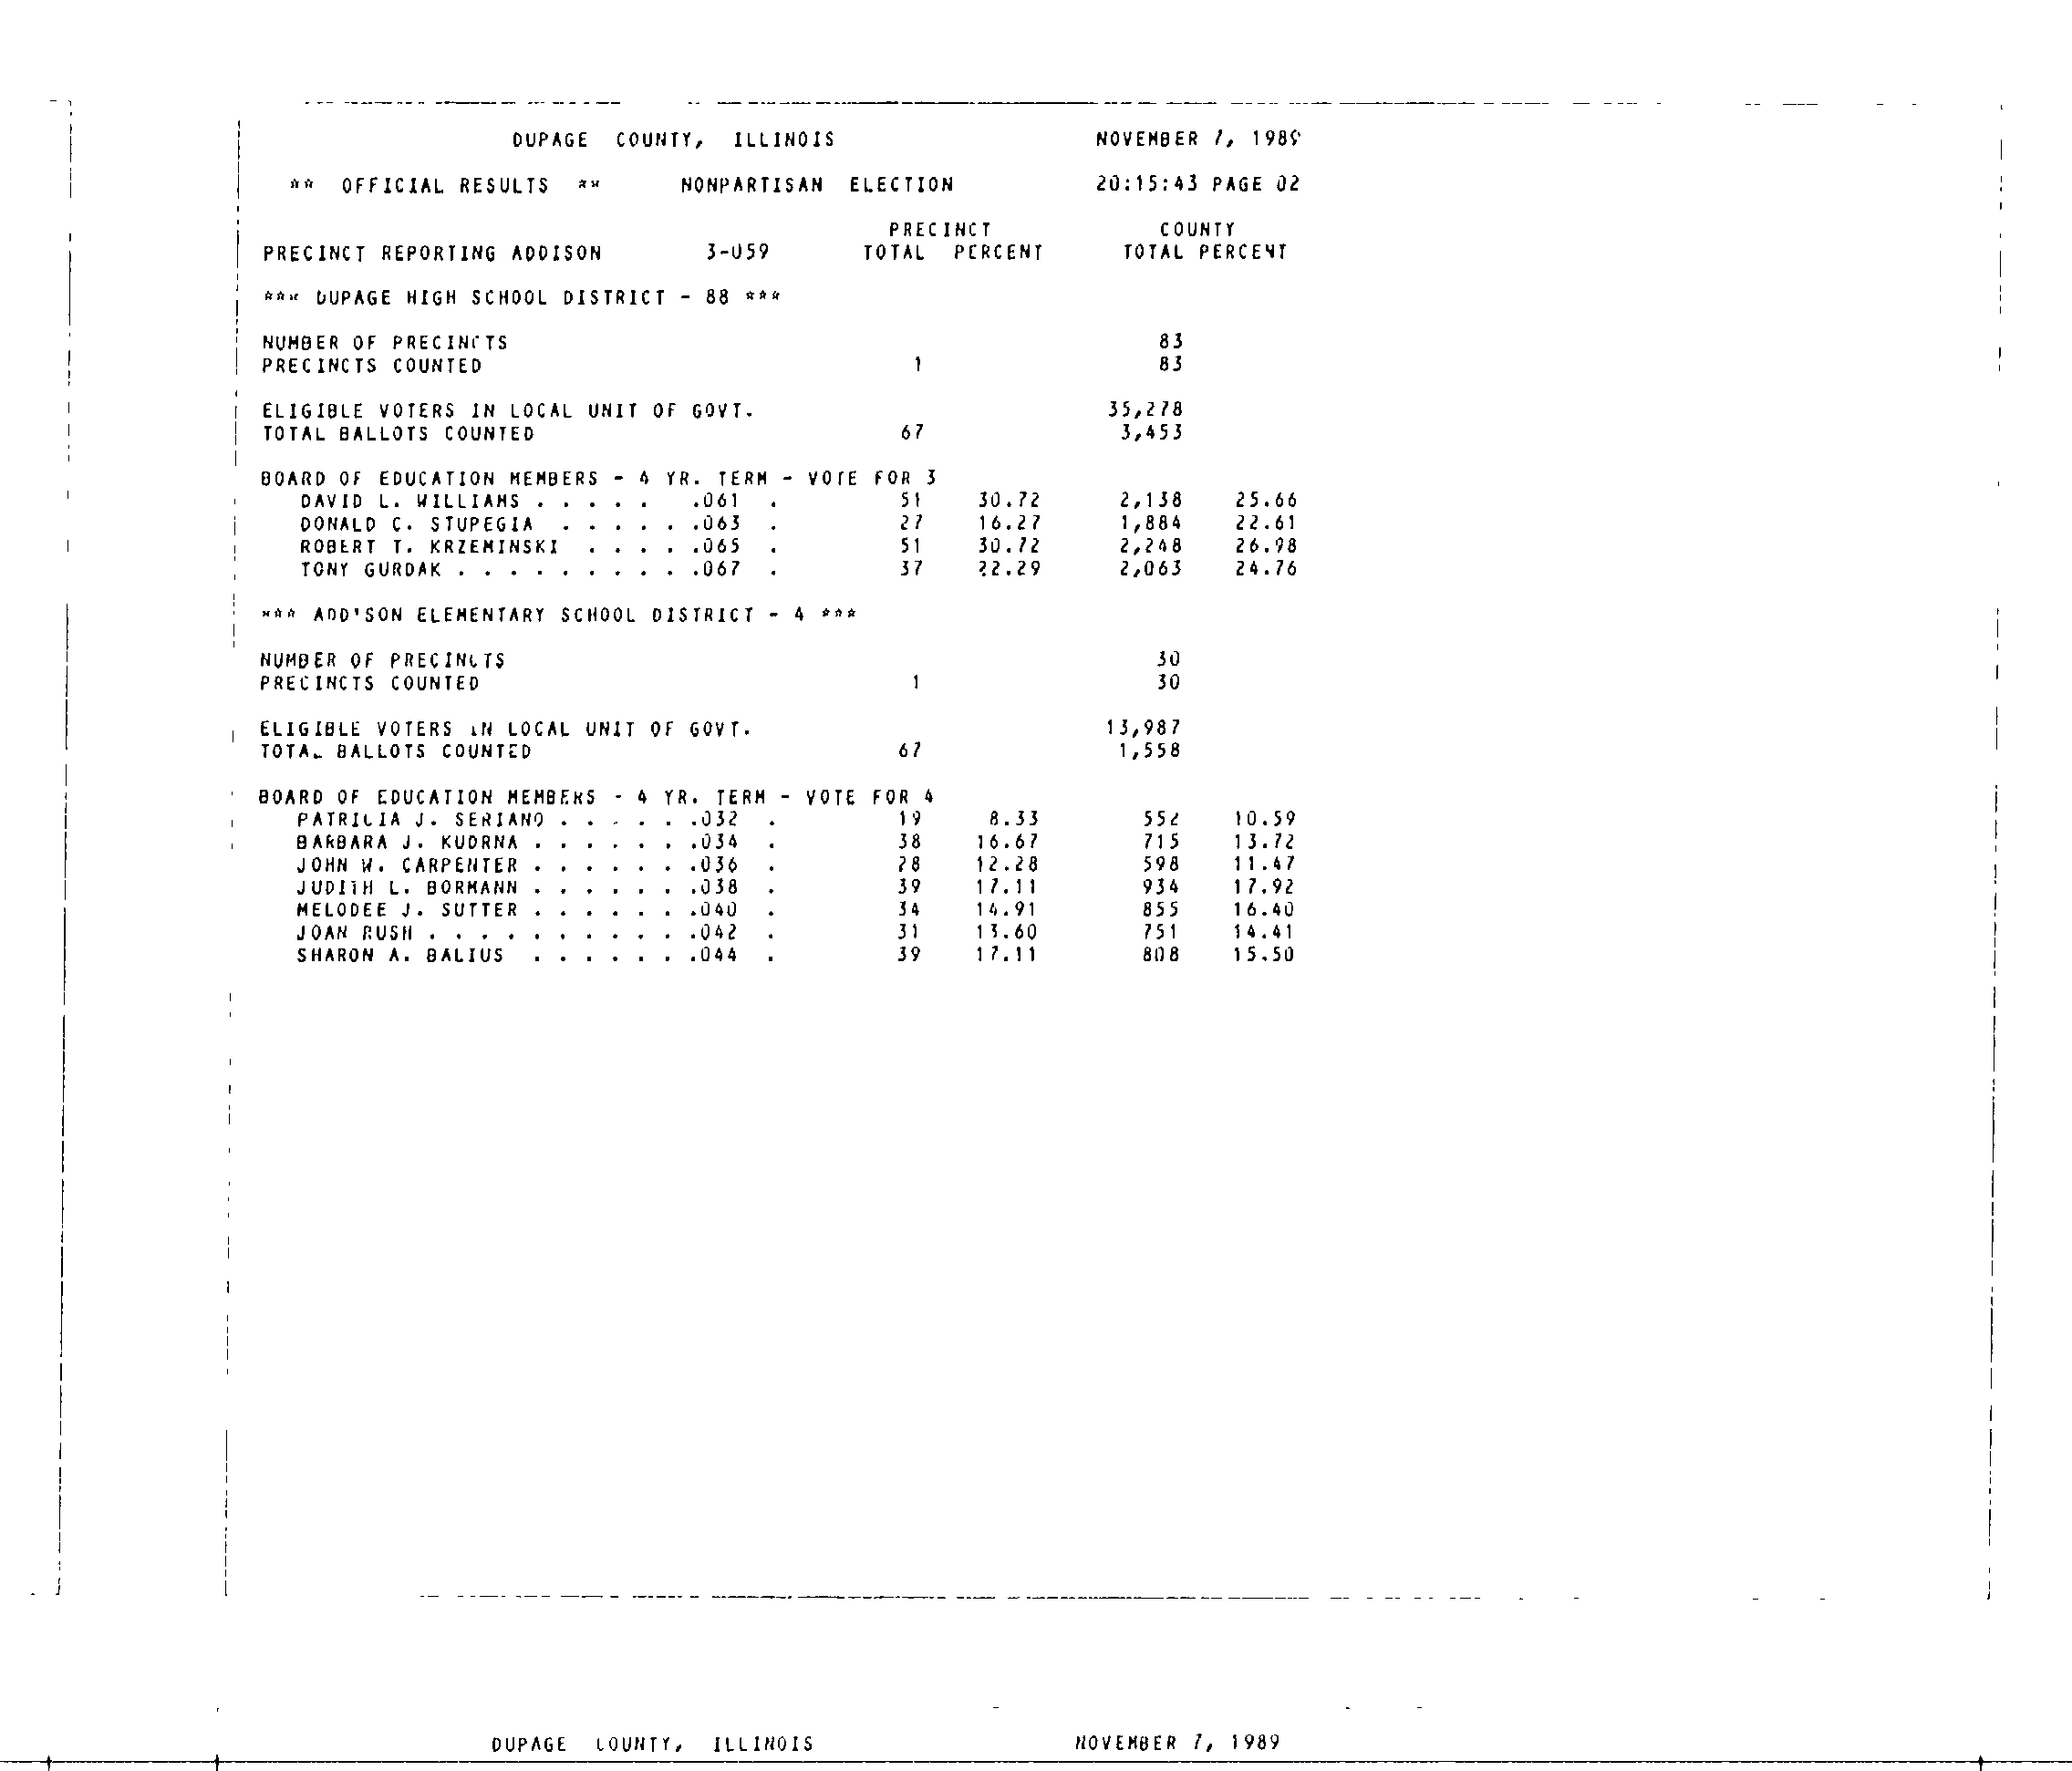 DUPAGE COUNTY, ILLINOIS NOVEMBER 7, 1989
** OFFICIAL RESULTS ** NONPARTISAN ELECTION 20:15:43 PAGE 02
PRECINCT COUNTY
PRECINCT REPORTING ADDISON 3-059 TOTAL PERCENT TOTAL PERCENT
*** DUPAGE HIGH SCHOOL DISTRICT - 88 ***
NUMBER OF PRECINCTS 83
PRECINCTS COUNTED 1 83
ELIGIBLE VOTERS IN LOCAL UNIT OF GOVT. 35,278
TOTAL BALLOTS COUNTED 67 3,453
BOARD OF EDUCATION MEMBERS - 4 YR. TERM - VOTE FOR 3
DAVID L. WILLIAMS . . . . . .061 . 51 30.72 2,138 25.66
DONALD C. STUPEGIA . . . . . .063 . 27 16.27 1,884 22.61
ROBERT T. KRZEMINSKI . . . . .065 . 51 30.72 2,248 26.98
TONY GURDAK . . . . . . . . . .067 . 37 22.29 2,063 24.76
*** ADDISON ELEMENTARY SCHOOL DISTRICT - 4 ***
NUMBER OF PRECINCTS 30
PRECINCTS COUNTED 1 30
ELIGIBLE VOTERS IN LOCAL UNIT OF GOVT. 13,987
TOTAL BALLOTS COUNTED 67 1,558
BOARD OF EDUCATION MEMBERS - 4 YR. TERM - VOTE FOR 4
PATRICIA J. SERIANO . . . . . .032 . 19 8.33 552 10.59
BARBARA J. KUDRNA . . . . . . .034 . 38 16.67 715 13.72
JOHN W. CARPENTER . . . . . . .036 . 28 12.28 598 11.47
JUDITH L. BORMANN . . . . . . .038 . 39 17.11 934 17.92
MELODEE J. SUTTER . . . . . . .040 . 34 14.91 855 16.40
JOAN RUSH . . . . . . . . . . .042 . 31 13.60 751 14.41
SHARON A. BALIUS . . . . . . .044 . 39 17.11 808 15.50
DUPAGE COUNTY, ILLINOIS NOVEMBER 7, 1989